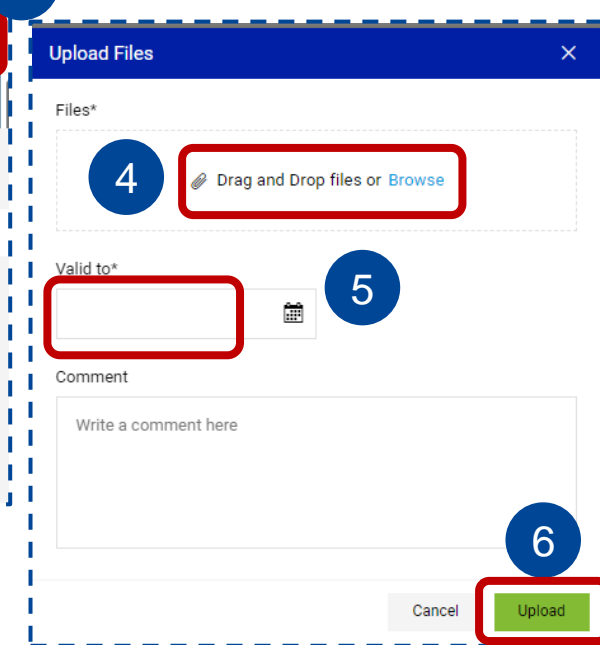 Upload Files
Files*
4
Drag and Drop files or Browse
Valid to*
5
Comment
Write a comment here
6
Cancel
Upload